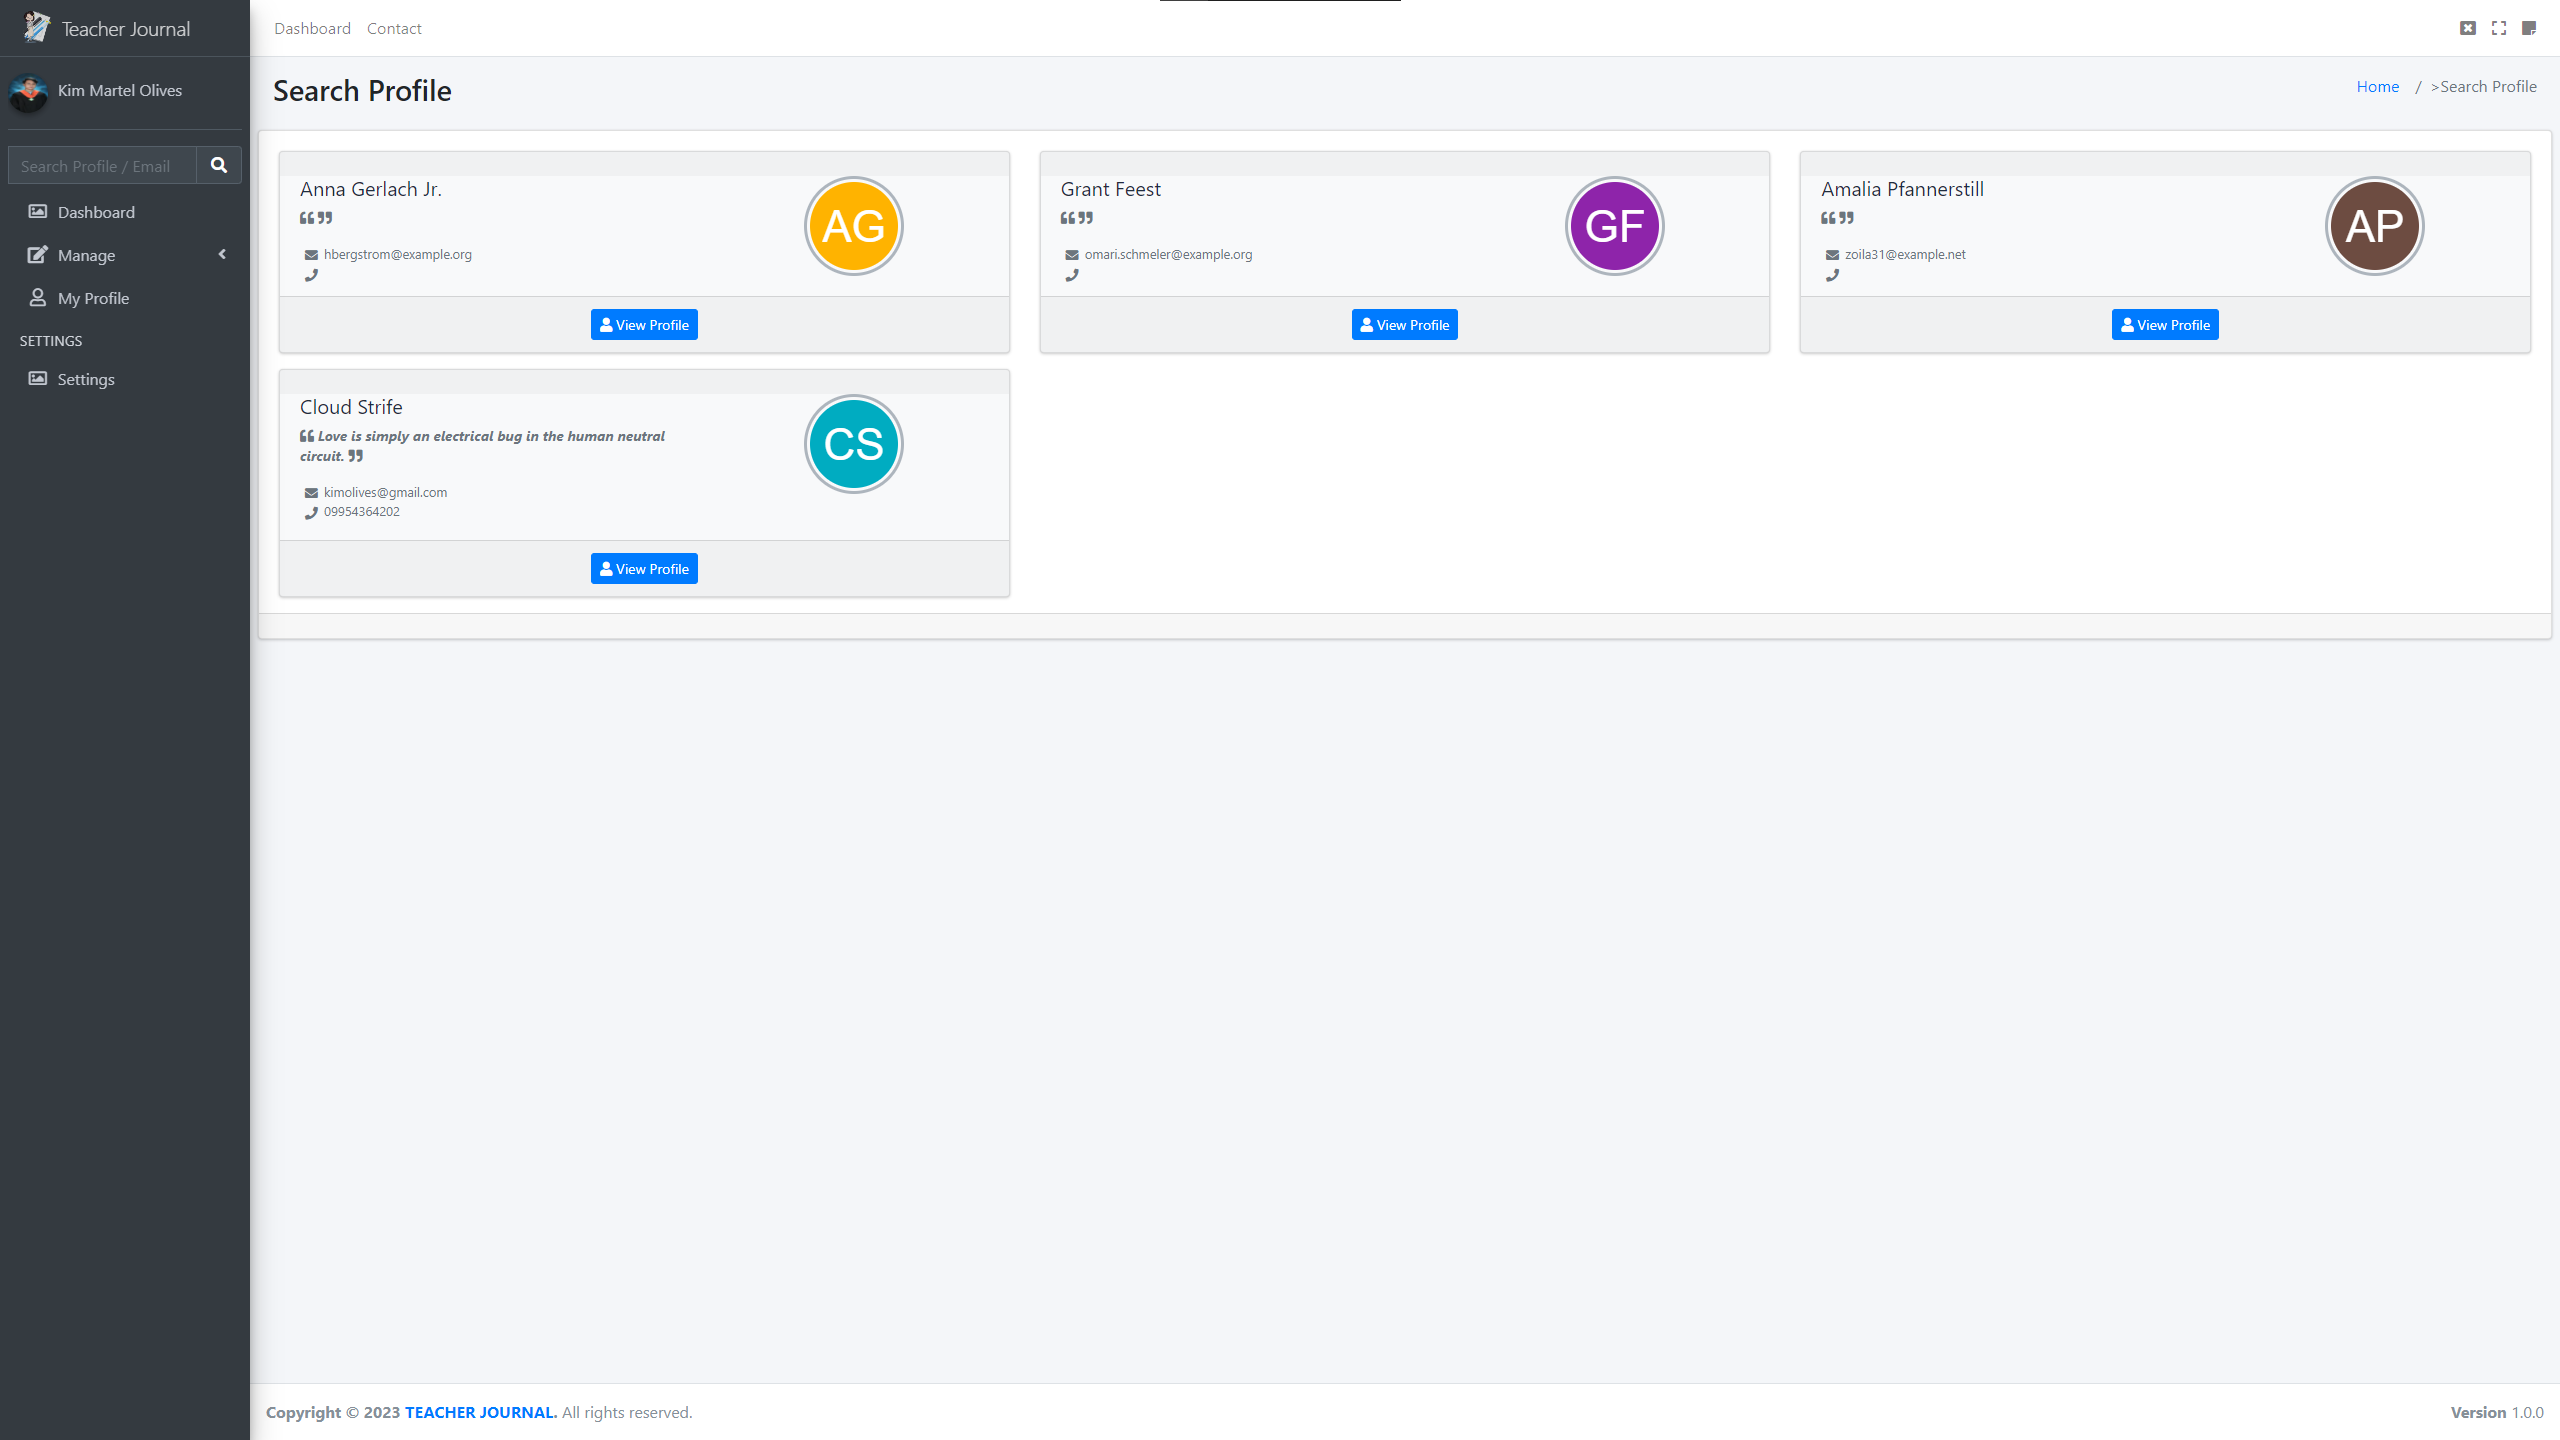 Teacher Journal
Dashboard Contact
Kim Martel Olives
Search Profile
Home / >Search Profile
Search Profile / Email
Dashboard
Manage
My Profile
SETTINGS
Settings
Anna Gerlach Jr.
hbergstrom@example.org
AG
View Profile
Grant Feest
omari.schmeler@example.org
GF
View Profile
Amalia Pfannerstill
zoila31@example.net
AP
View Profile
Cloud Strife
❝ Love is simply an electrical bug in the human neutral
circuit. ❞
kimolives@gmail.com
09954364202
CS
View Profile
Copyright © 2023 TEACHER JOURNAL. All rights reserved.
Version 1.0.0